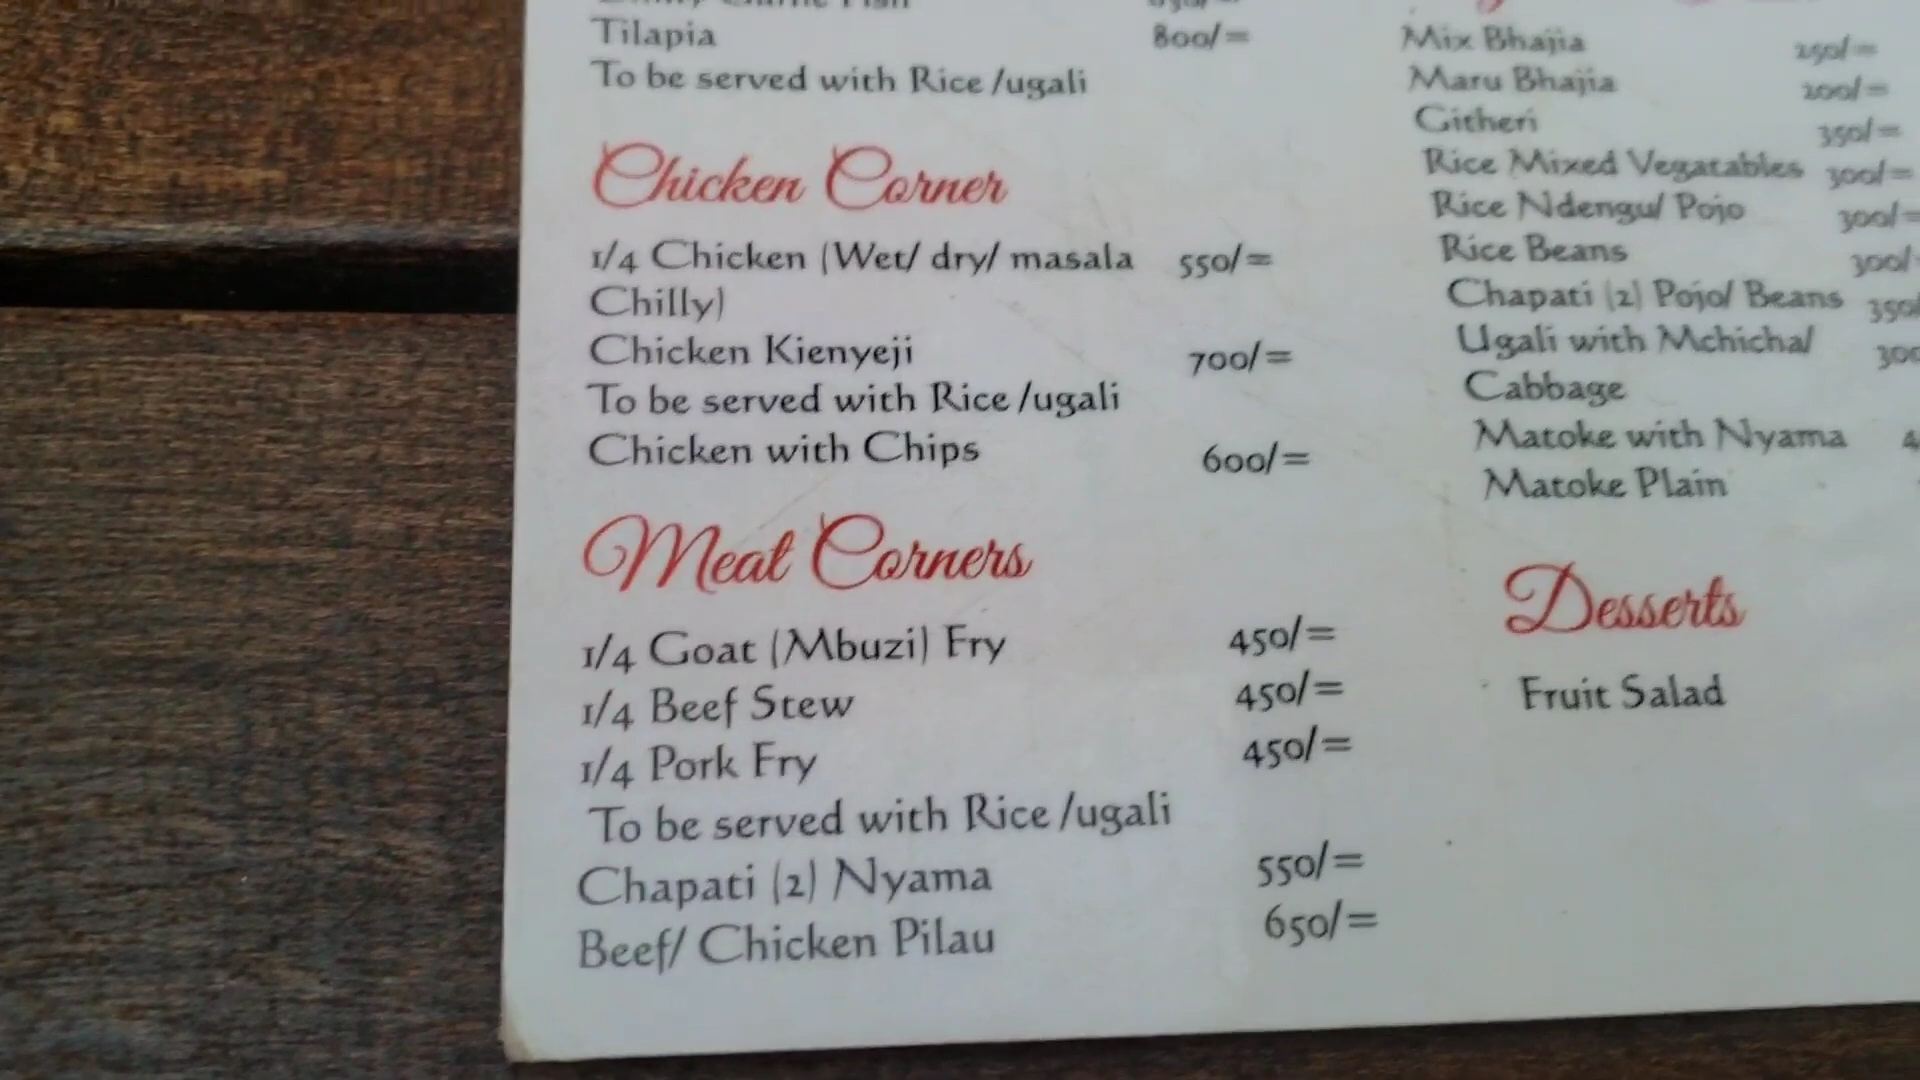 Tilapia 800/=
To be served with Rice /ugali
Chicken Corner
1/4 Chicken (Wet/ dry/ masala 550/=
Chilly)
Chicken Kienyeji 700/=
To be served with Rice /ugali
Chicken with Chips 600/=
Meat Corners
1/4 Goat (Mbuzi) Fry 450/=
1/4 Beef Stew 450/=
1/4 Pork Fry 450/=
To be served with Rice /ugali
Chapati (2) Nyama 550/=
Beef/ Chicken Pilau 650/=
Mix Bhajia 250/=
Maru Bhajia 200/=
Githeri 350/=
Rice Mixed Vegatables 300/=
Rice Ndengu/ Pojo 300/=
Rice Beans 300/
Chapati (2) Pojo/ Beans 350/
Ugali with Mchicha/ 300
Cabbage
Matoke with Nyama 4
Matoke Plain
Desserts
Fruit Salad